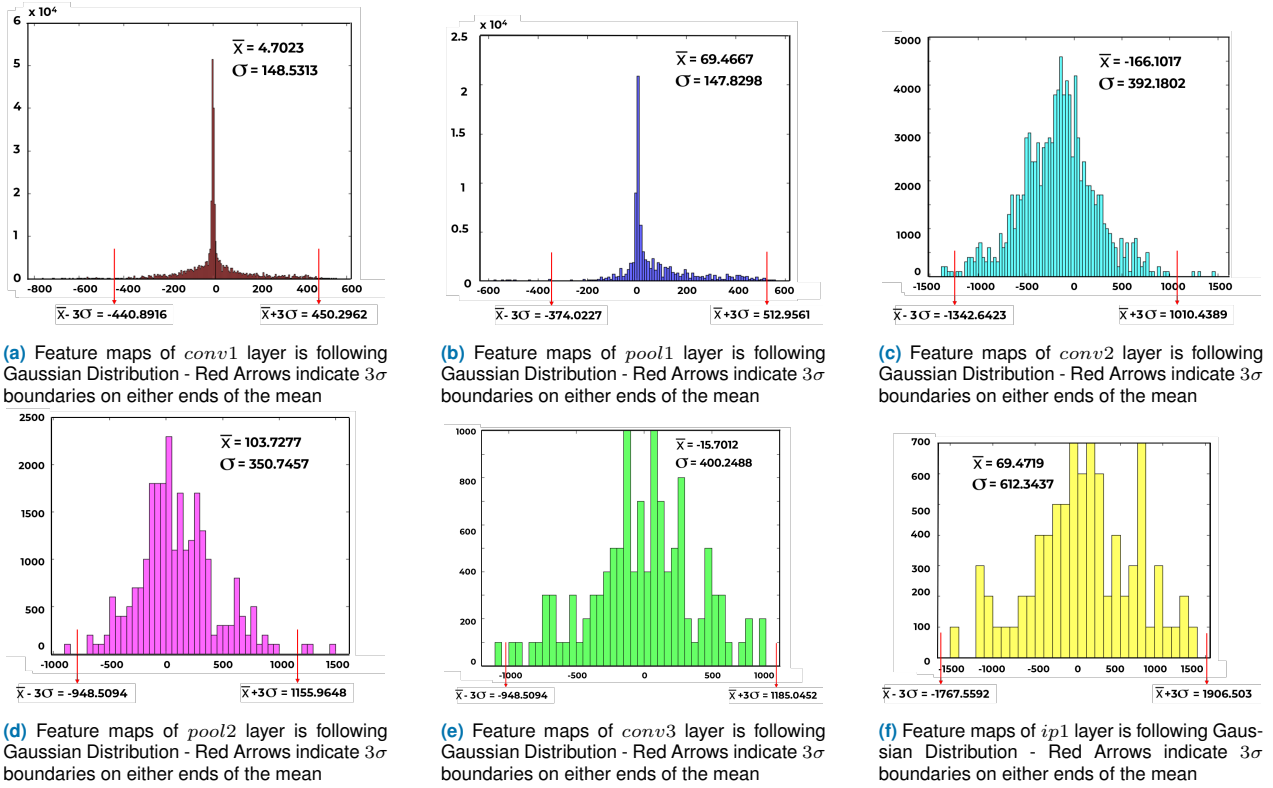 x 10⁴
6
5
4
3
2
1
0
-800 -600 -400 -200 0 200 400 600
X̄ = 4.7023
σ = 148.5313
X̄- 3σ = -440.8916
X̄+3σ = 450.2962
(a) Feature maps of conv1 layer is following
Gaussian Distribution - Red Arrows indicate 3σ
boundaries on either ends of the mean
x 10⁴
2.5
2
1.5
1
0.5
0
-800 -600 -400 -200 0 200 400 600
X̄ = 69.4667
σ = 147.8298
X̄- 3σ = -374.0227
X̄+3σ = 512.9561
(b) Feature maps of pool1 layer is following
Gaussian Distribution - Red Arrows indicate 3σ
boundaries on either ends of the mean
5000
4000
3000
2000
1000
0
-1500 -1000 -500 0 500 1000 1500
X̄ = -166.1017
σ = 392.1802
X̄ - 3σ = -1342.6423
X̄ +3σ = 1010.4389
(c) Feature maps of conv2 layer is following
Gaussian Distribution - Red Arrows indicate 3σ
boundaries on either ends of the mean
2500
2000
1500
1000
500
0
-1000 -500 0 500 1000 1500
X̄ = 103.7277
σ = 350.7457
X̄ - 3σ = -948.5094
X̄+3σ = 1155.9648
(d) Feature maps of pool2 layer is following
Gaussian Distribution - Red Arrows indicate 3σ
boundaries on either ends of the mean
1000
800
600
400
200
0
-1000 -500 0 500 1000
X̄ = -15.7012
σ = 400.2488
X̄ - 3σ = -948.5094
X̄+3σ = 1185.0452
(e) Feature maps of conv3 layer is following
Gaussian Distribution - Red Arrows indicate 3σ
boundaries on either ends of the mean
700
600
500
400
300
200
100
0
-1500 -1000 -500 0 500 1000 1500
X̄ = 69.4719
σ = 612.3437
X̄ - 3σ = -1767.5592
X̄+3σ = 1906.503
(f) Feature maps of ip1 layer is following Gaus-
sian Distribution - Red Arrows indicate 3σ
boundaries on either ends of the mean